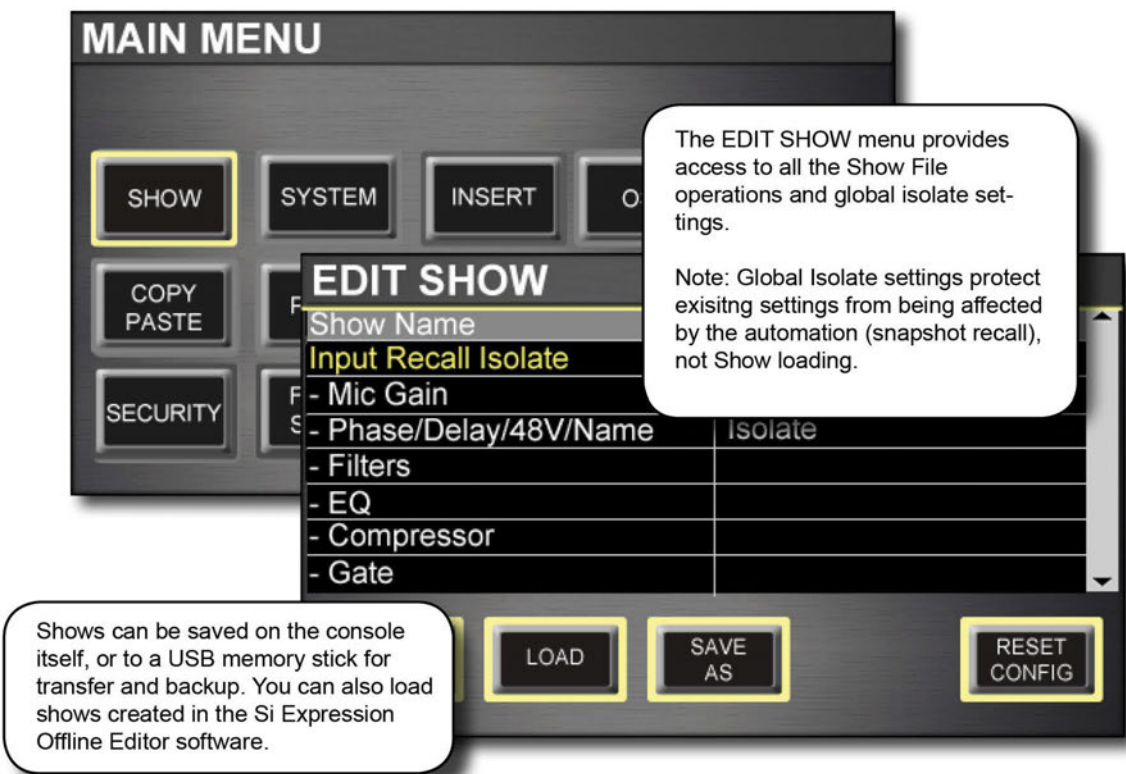 MAIN MENU
The EDIT SHOW menu provides
access to all the Show File
operations and global isolate set-
tings.
Note: Global Isolate settings protect
exisitng settings from being affected
by the automation (snapshot recall),
not Show loading.
SHOW
SYSTEM
INSERT
COPY
PASTE
SECURITY
EDIT SHOW
Show Name
Input Recall Isolate
- Mic Gain
- Phase/Delay/48V/Name
Isolate
- Filters
- EQ
- Compressor
- Gate
LOAD
SAVE
AS
RESET
CONFIG
Shows can be saved on the console
itself, or to a USB memory stick for
transfer and backup. You can also load
shows created in the Si Expression
Offline Editor software.